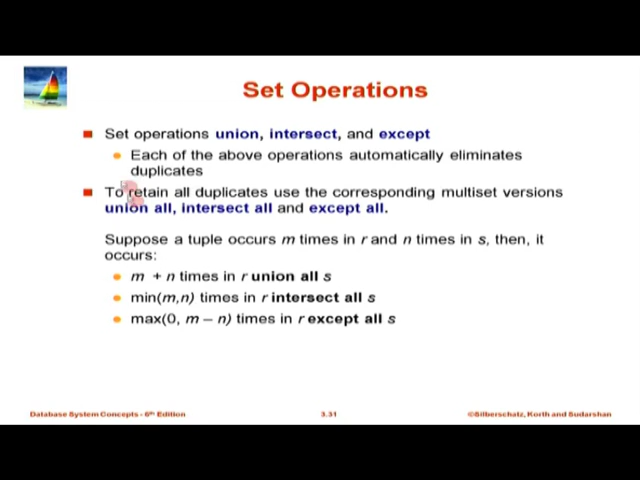 Set Operations
Set operations union, intersect, and except
Each of the above operations automatically eliminates
duplicates
To retain all duplicates use the corresponding multiset versions
union all, intersect all and except all.
Suppose a tuple occurs m times in r and n times in s, then, it
occurs:
m + n times in r union all s
min(m,n) times in r intersect all s
max(0, m – n) times in r except all s
Database System Concepts - 6th Edition
3.31
©Silberschatz, Korth and Sudarshan